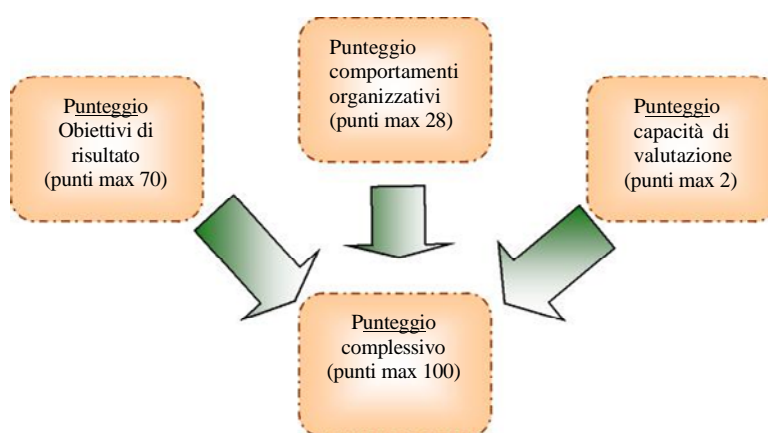 Punteggio
Obiettivi di
risultato
(punti max 70)
Punteggio
comportamenti
organizzativi
(punti max 28)
Punteggio
capacità di
valutazione
(punti max 2)
Punteggio
complessivo
(punti max 100)